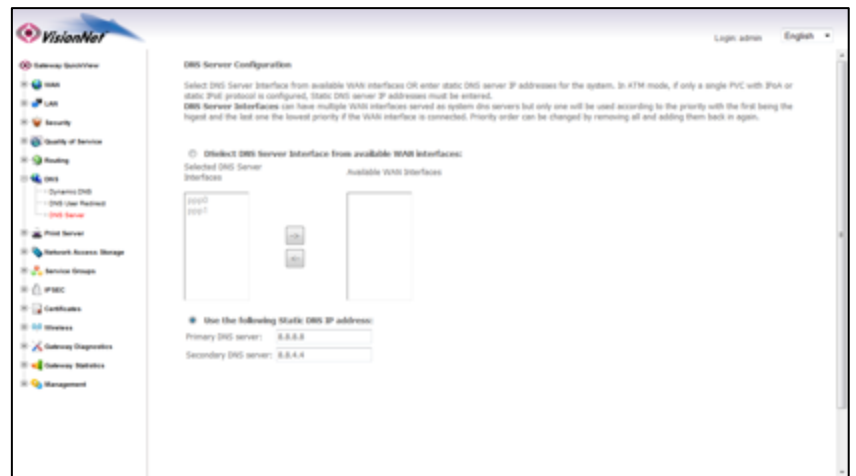 VisionNet
Login: admin
English
Gateway QuickView
WAN
LAN
Security
Quality of Service
Routing
DNS
Dynamic DNS
DNS User Redirect
DNS Server
Print Server
Network Access Storage
Service Groups
IPSEC
Certificates
Wireless
Gateway Diagnostics
Gateway Statistics
Management
DNS Server Configuration
Select DNS Server Interface from available WAN interfaces OR enter static DNS server IP addresses for the system. In ATM mode, if only a single PVC with IPoA or
static IPoE protocol is configured, Static DNS server IP addresses must be entered.
DNS Server Interfaces can have multiple WAN interfaces served as system dns servers but only one will be used according to the priority with the first being the
higest and the last one the lowest priority if the WAN interface is connected. Priority order can be changed by removing all and adding them back in again.
OSelect DNS Server Interface from available WAN interfaces:
Selected DNS Server
Interfaces
Available WAN Interfaces
ppp0
ppp1
->
<-
Use the following Static DNS IP address:
Primary DNS server: 8.8.8.8
Secondary DNS server: 8.8.4.4